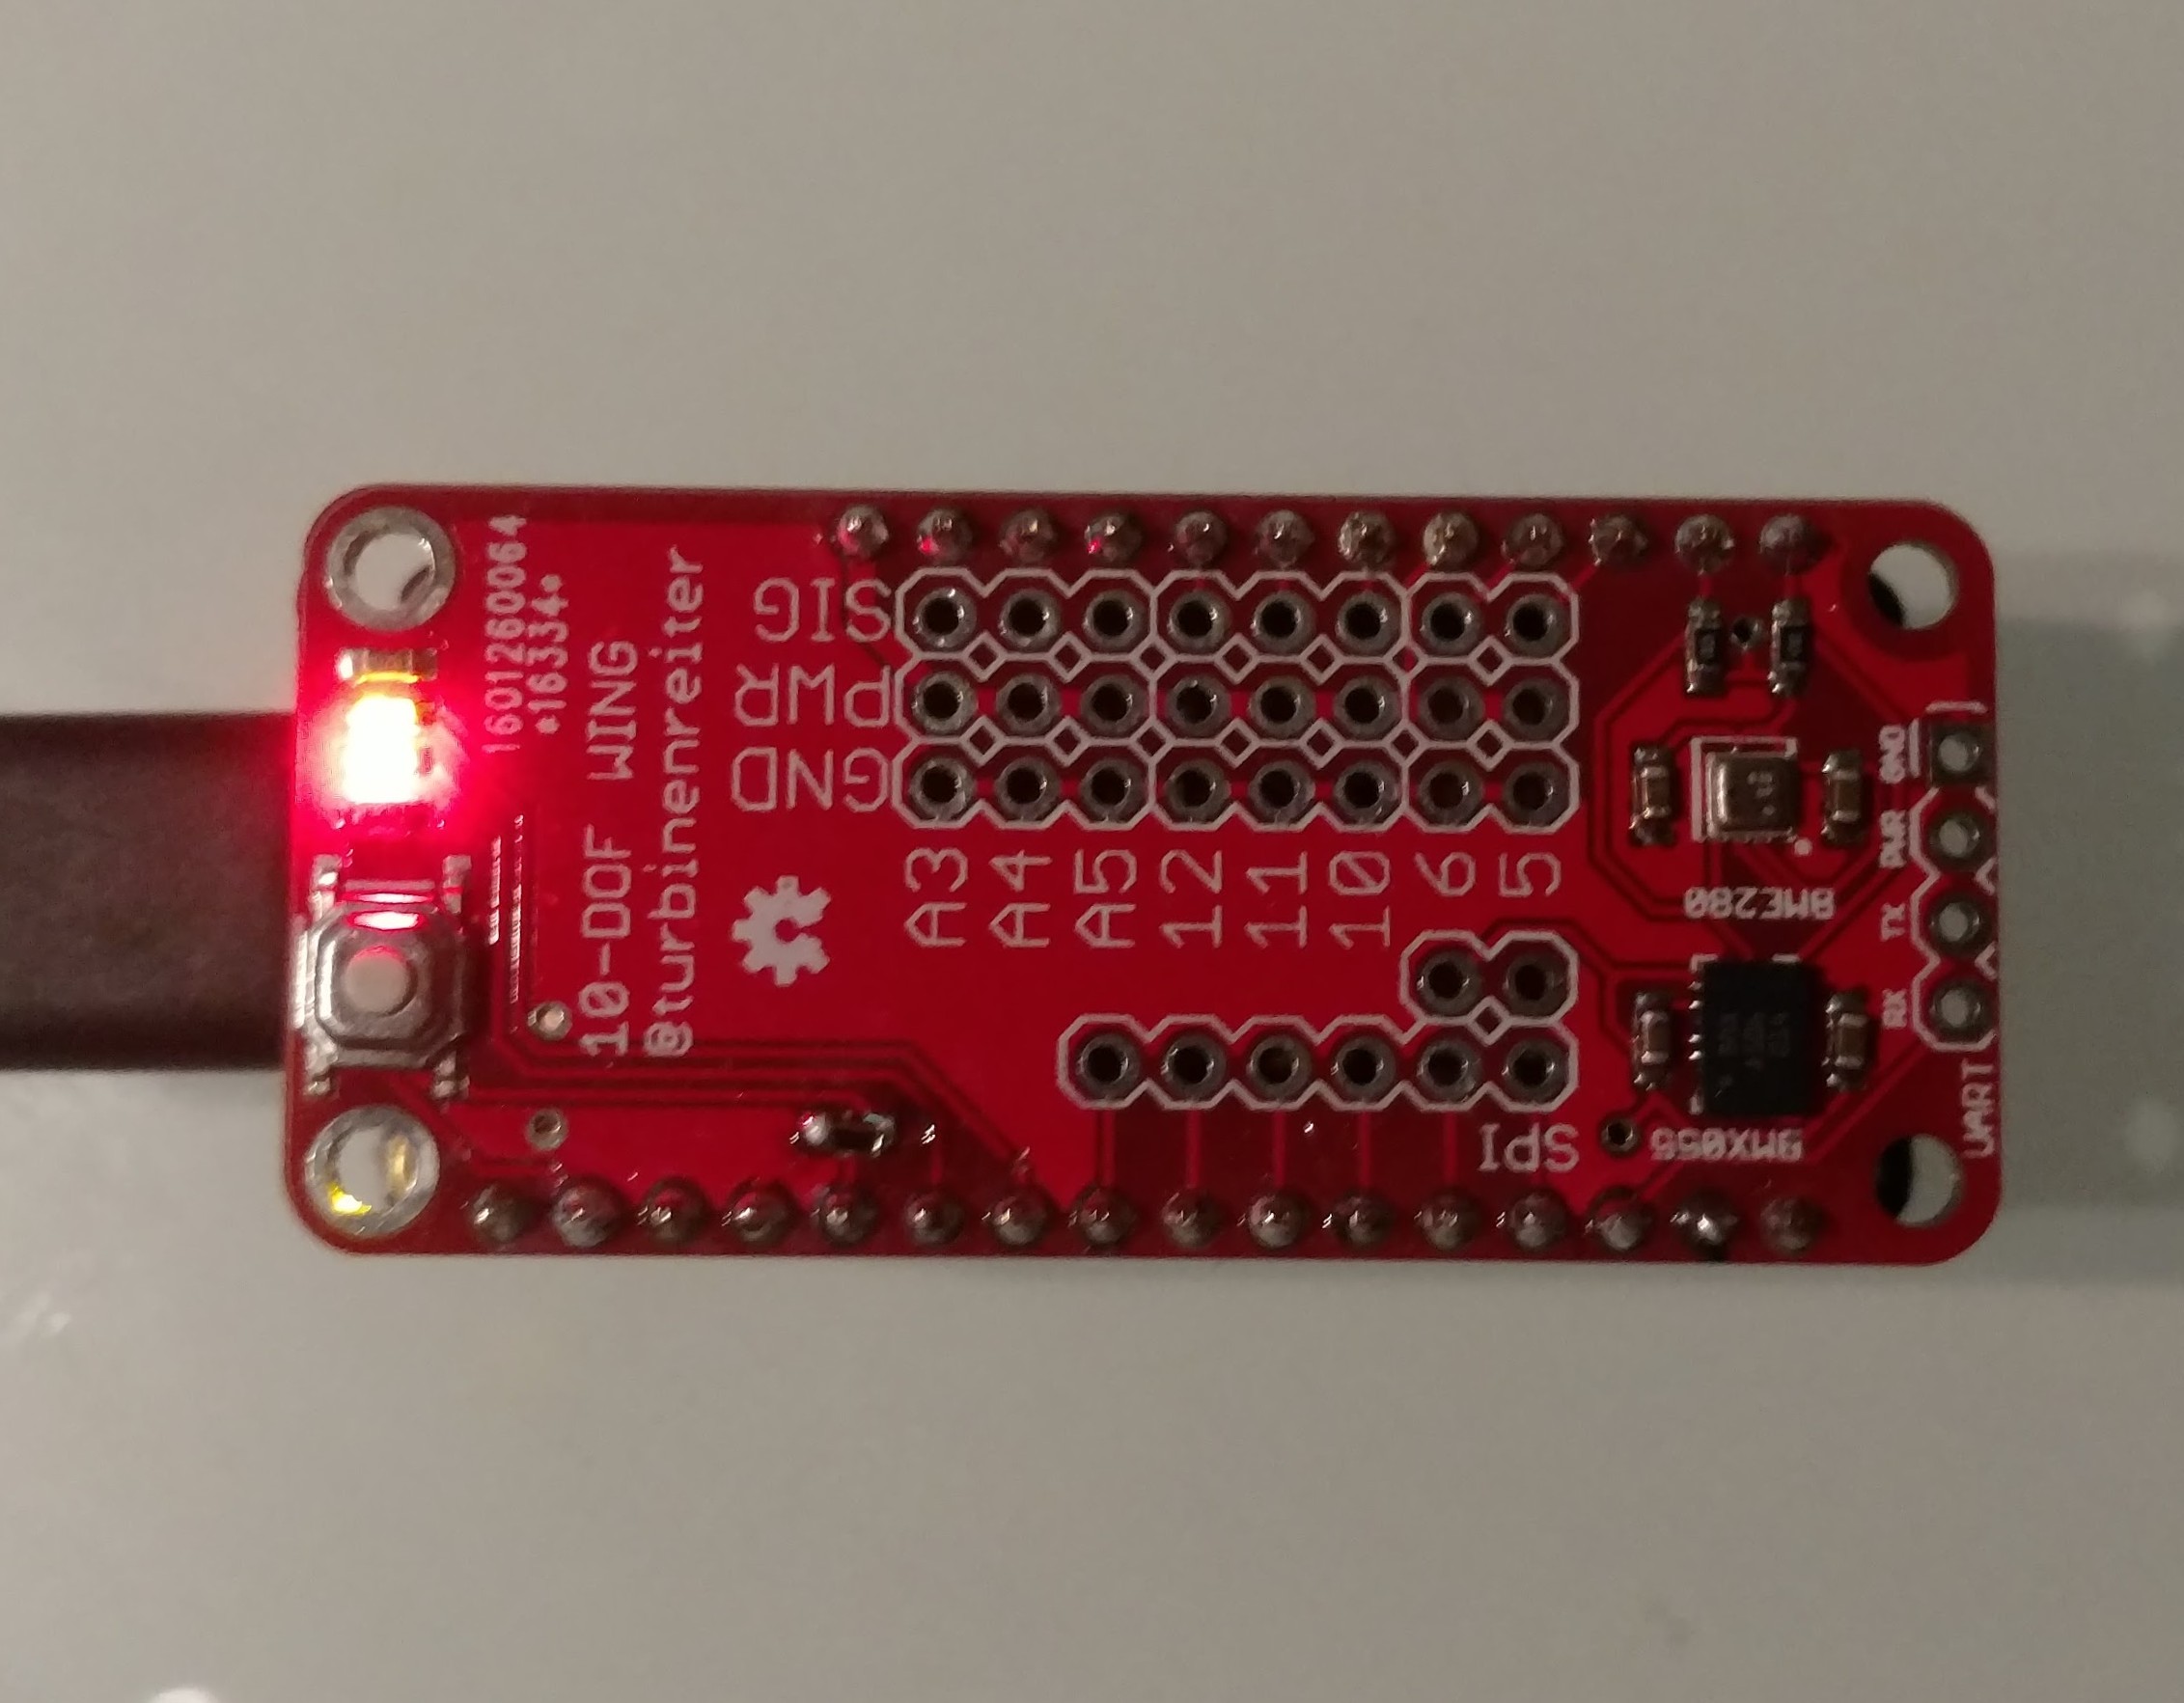 1601260064
*16334*
10-DOF WING
@turbinenreiter
GND PWR SIG
A3
A4
A5
12
11
10
6
5
SPI
BMX055
BME280
RX TX PWR GND
UART